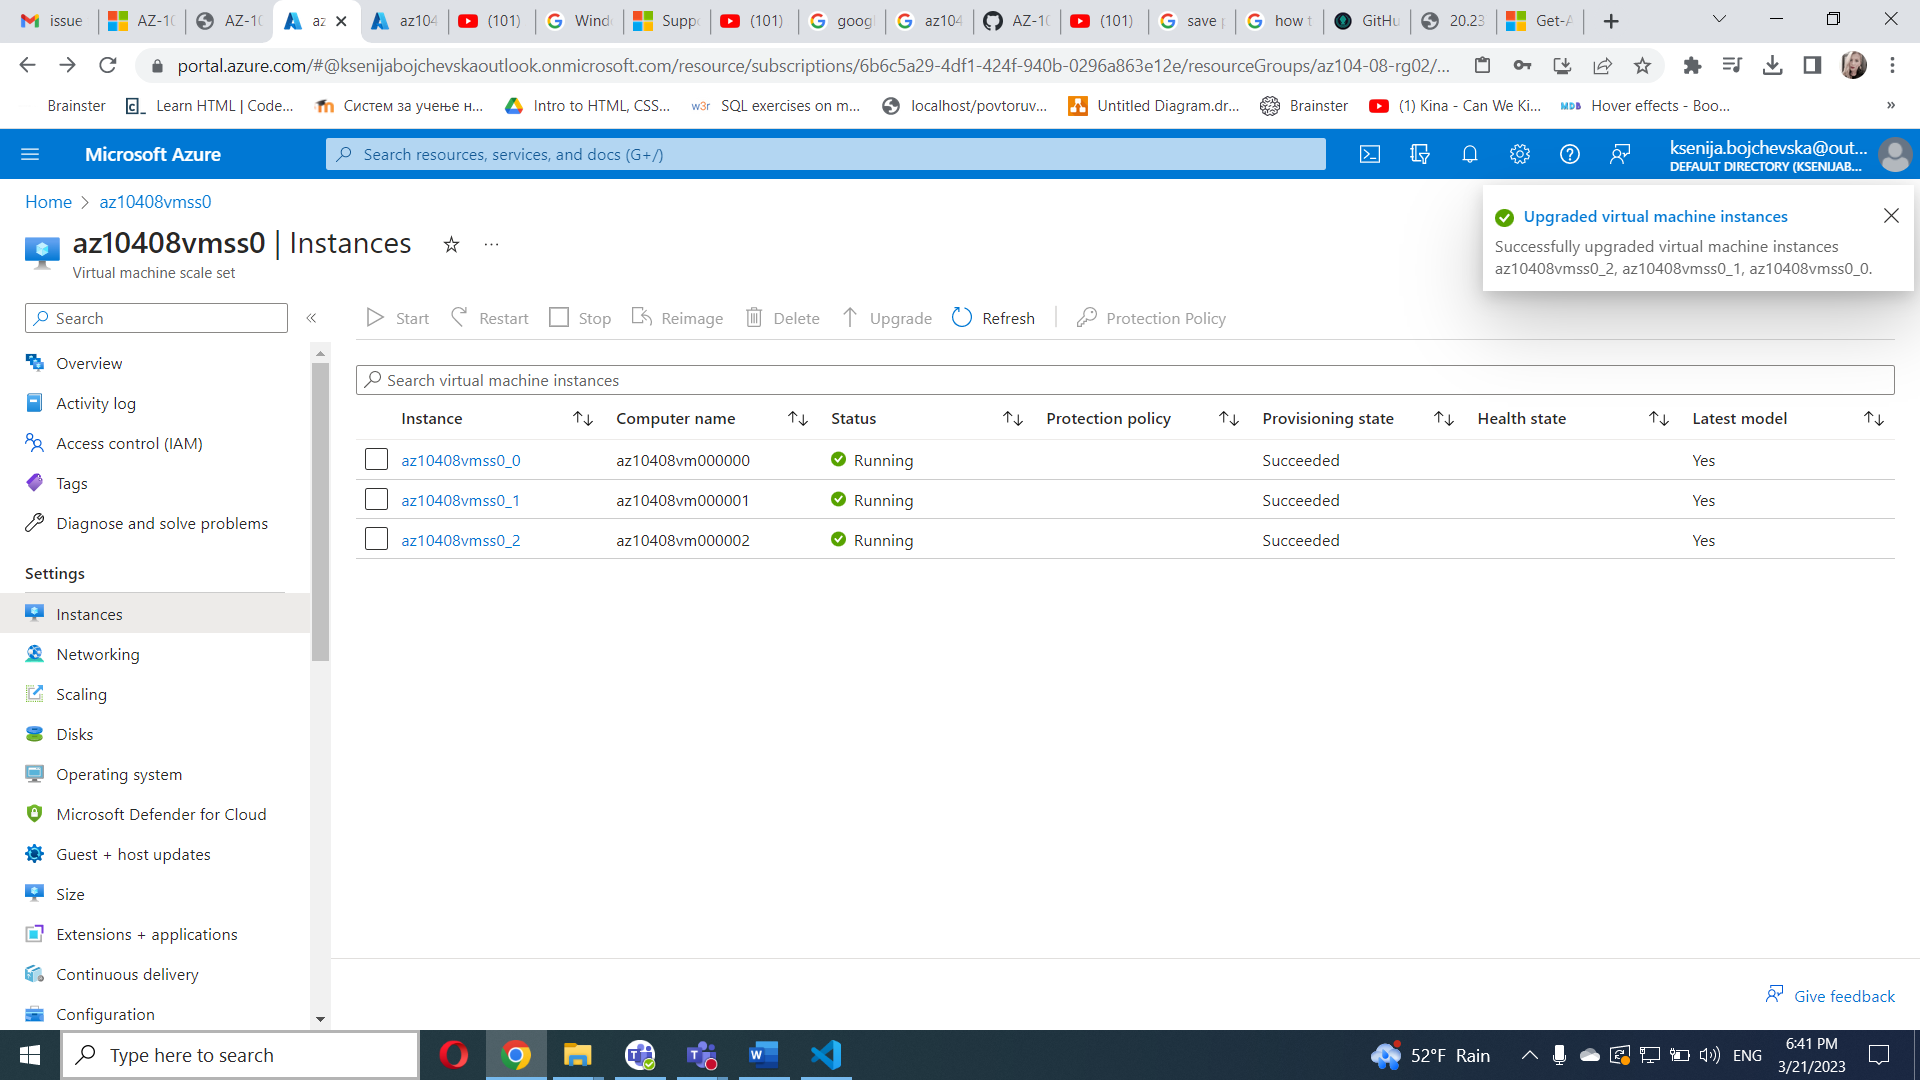 issue
AZ-10
AZ-10
az
az104
(101)
Wind
Supp
(101)
googl
az104
AZ-10
(101)
save p
how t
GitHu
20.23
Get-A
portal.azure.com/#@ksenijabojchevskaoutlook.onmicrosoft.com/resource/subscriptions/6b6c5a29-4df1-424f-940b-0296a863e12e/resourceGroups/az104-08-rg02/...
Brainster
Learn HTML | Code...
Систем за учење н...
Intro to HTML, CSS...
w3r SQL exercises on m...
localhost/povtoruv...
Untitled Diagram.dr...
Brainster
(1) Kina - Can We Ki...
MDB Hover effects - Boo...
»
Microsoft Azure
Search resources, services, and docs (G+/)
ksenija.bojchevska@out...
DEFAULT DIRECTORY (KSENIJAB...
Home > az10408vmss0
az10408vmss0 | Instances
Virtual machine scale set
Upgraded virtual machine instances
Successfully upgraded virtual machine instances
az10408vmss0_2, az10408vmss0_1, az10408vmss0_0.
Search
Start
Restart
Stop
Reimage
Delete
Upgrade
Refresh
Protection Policy
Overview
Activity log
Access control (IAM)
Tags
Diagnose and solve problems
Settings
Instances
Networking
Scaling
Disks
Operating system
Microsoft Defender for Cloud
Guest + host updates
Size
Extensions + applications
Continuous delivery
Configuration
Search virtual machine instances
Instance Computer name Status Protection policy Provisioning state Health state Latest model
az10408vmss0_0 az10408vm000000 Running Succeeded Yes
az10408vmss0_1 az10408vm000001 Running Succeeded Yes
az10408vmss0_2 az10408vm000002 Running Succeeded Yes
Give feedback
Type here to search
52°F Rain
ENG
6:41 PM
3/21/2023